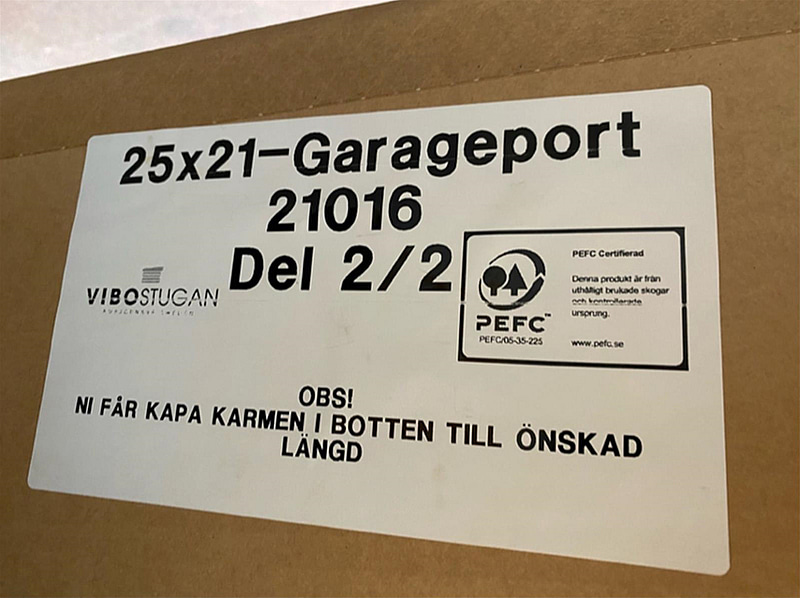 25x21-Garageport
21016
Del 2/2
VIBOSTUGAN
PEFC™
PEFC/05-35-225
PEFC Certifierad
Denna produkt är från
uthålligt brukade skogar
och kontrollerade
ursprung.
www.pefc.se
OBS!
NI FÅR KAPA KARMEN I BOTTEN TILL ÖNSKAD
LÄNGD